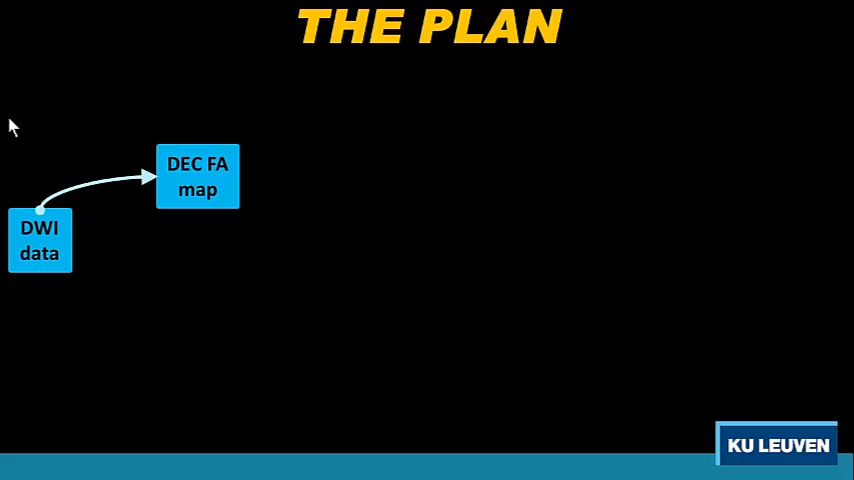 THE PLAN
DEC FA
map
DWI
data
KU LEUVEN